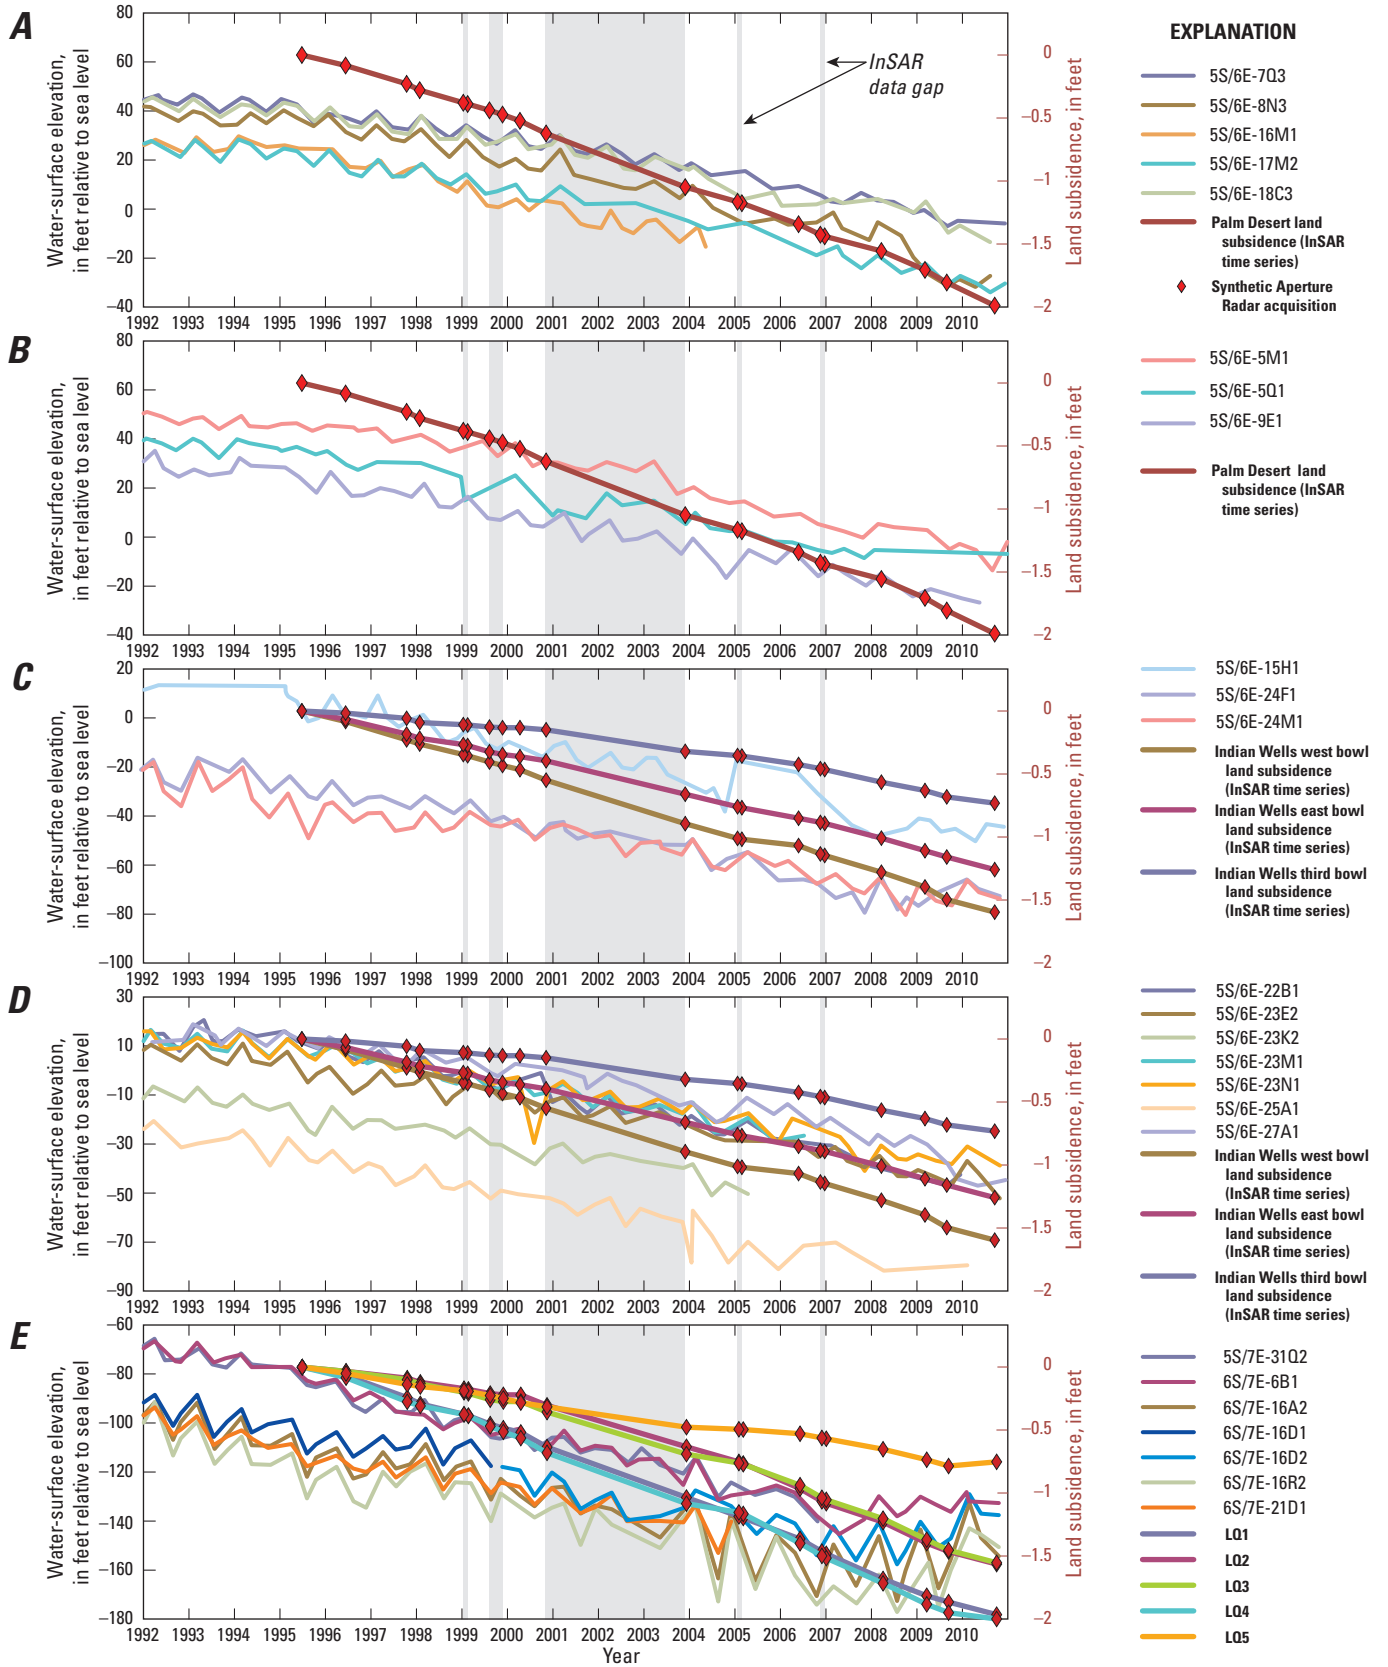 A
Water-surface elevation,
in feet relative to sea level
80
60
40
20
0
–20
–40
InSAR
data gap
0
–0.5
–1
–1.5
–2
Land subsidence, in feet
1992 1993 1994 1995 1996 1997 1998 1999 2000 2001 2002 2003 2004 2005 2006 2007 2008 2009 2010
EXPLANATION
5S/6E-7Q3
5S/6E-8N3
5S/6E-16M1
5S/6E-17M2
5S/6E-18C3
Palm Desert land
subsidence (InSAR
time series)
Synthetic Aperture
Radar acquisition
B
Water-surface elevation,
in feet relative to sea level
80
60
40
20
0
–20
–40
0
–0.5
–1
–1.5
–2
Land subsidence, in feet
1992 1993 1994 1995 1996 1997 1998 1999 2000 2001 2002 2003 2004 2005 2006 2007 2008 2009 2010
5S/6E-5M1
5S/6E-5Q1
5S/6E-9E1
Palm Desert land
subsidence (InSAR
time series)
C
Water-surface elevation,
in feet relative to sea level
20
0
–20
–40
–60
–80
–100
0
–0.5
–1
–1.5
–2
Land subsidence, in feet
1992 1993 1994 1995 1996 1997 1998 1999 2000 2001 2002 2003 2004 2005 2006 2007 2008 2009 2010
5S/6E-15H1
5S/6E-24F1
5S/6E-24M1
Indian Wells west bowl
land subsidence
(InSAR time series)
Indian Wells east bowl
land subsidence
(InSAR time series)
Indian Wells third bowl
land subsidence
(InSAR time series)
D
Water-surface elevation,
in feet relative to sea level
30
10
–10
–30
–50
–70
–90
0
–0.5
–1
–1.5
–2
Land subsidence, in feet
1992 1993 1994 1995 1996 1997 1998 1999 2000 2001 2002 2003 2004 2005 2006 2007 2008 2009 2010
5S/6E-22B1
5S/6E-23E2
5S/6E-23K2
5S/6E-23M1
5S/6E-23N1
5S/6E-25A1
5S/6E-27A1
Indian Wells west bowl
land subsidence
(InSAR time series)
Indian Wells east bowl
land subsidence
(InSAR time series)
Indian Wells third bowl
land subsidence
(InSAR time series)
E
Water-surface elevation,
in feet relative to sea level
–60
–80
–100
–120
–140
–160
–180
0
–0.5
–1
–1.5
–2
Land subsidence, in feet
1992 1993 1994 1995 1996 1997 1998 1999 2000 2001 2002 2003 2004 2005 2006 2007 2008 2009 2010
Year
5S/7E-31Q2
6S/7E-6B1
6S/7E-16A2
6S/7E-16D1
6S/7E-16D2
6S/7E-16R2
6S/7E-21D1
LQ1
LQ2
LQ3
LQ4
LQ5